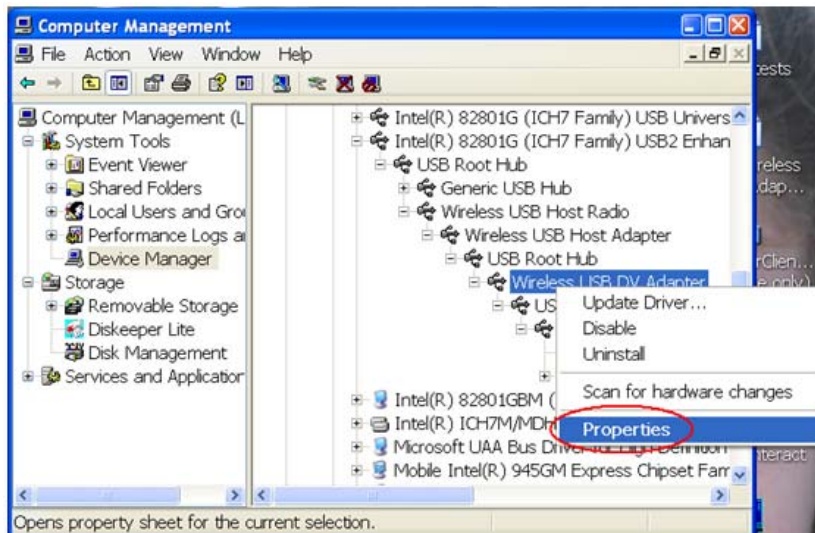 Computer Management
File Action View Window Help
Computer Management (L
System Tools
Event Viewer
Shared Folders
Local Users and Grou
Performance Logs a
Device Manager
Storage
Removable Storage
Diskeeper Lite
Disk Management
Services and Application
Intel(R) 82801G (ICH7 Family) USB Univers
Intel(R) 82801G (ICH7 Family) USB2 Enhan
USB Root Hub
Generic USB Hub
Wireless USB Host Radio
Wireless USB Host Adapter
USB Root Hub
Wireless USB DV Adapter
US
Intel(R) 82801GBM (
Intel(R) ICH7M/MDH
Microsoft UAA Bus Driver for High Definition
Mobile Intel(R) 945GM Express Chipset Fam
Update Driver...
Disable
Uninstall
Scan for hardware changes
Properties
Opens property sheet for the current selection.
tests
reless
dap...
rClien...
e only)
nteract